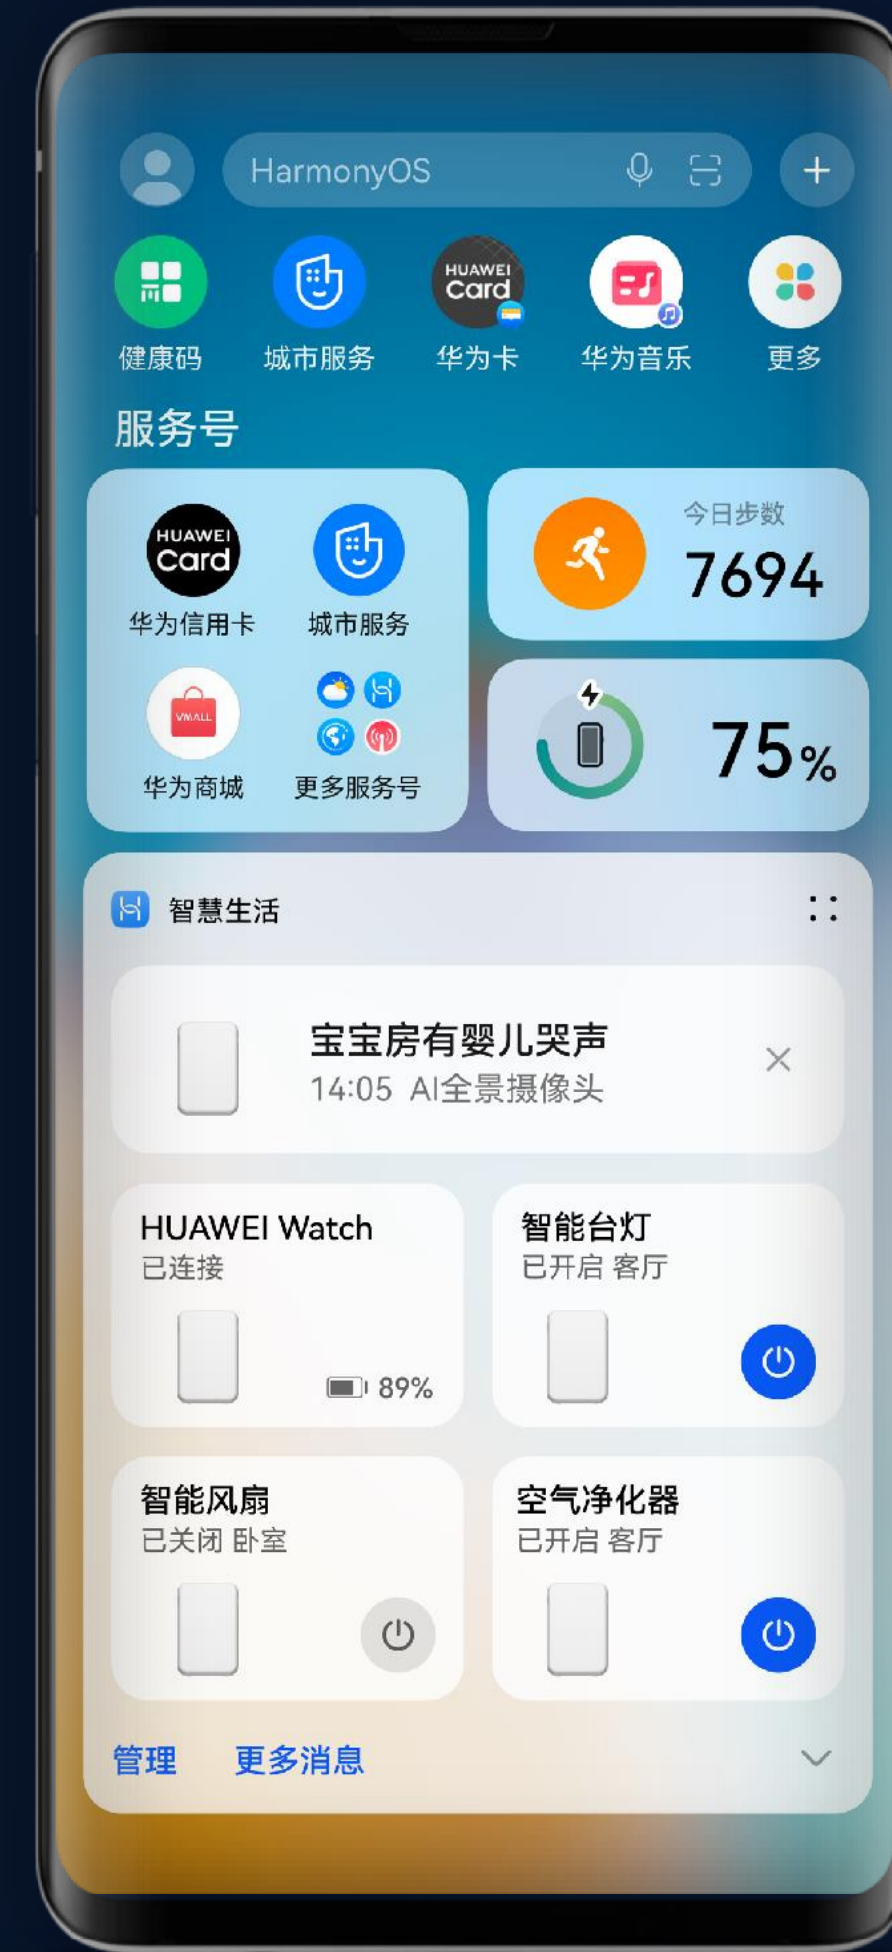 HarmonyOS
HUAWEI
Card
健康码
城市服务
华为卡
华为音乐
更多
服务号
HUAWEI
Card
华为信用卡
城市服务
VMALL
华为商城
更多服务号
今日步数
7694
75%
智慧生活
宝宝房有婴儿哭声
14:05 AI全景摄像头
HUAWEI Watch
已连接
89%
智能台灯
已开启 客厅
智能风扇
已关闭 卧室
空气净化器
已开启 客厅
管理
更多消息